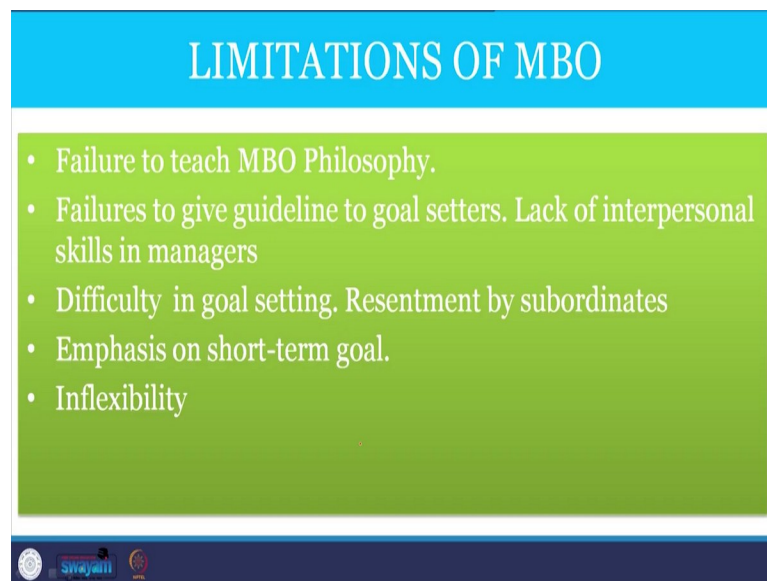 LIMITATIONS OF MBO
• Failure to teach MBO Philosophy.
• Failures to give guideline to goal setters. Lack of interpersonal
skills in managers
• Difficulty in goal setting. Resentment by subordinates
• Emphasis on short-term goal.
• Inflexibility
swayam